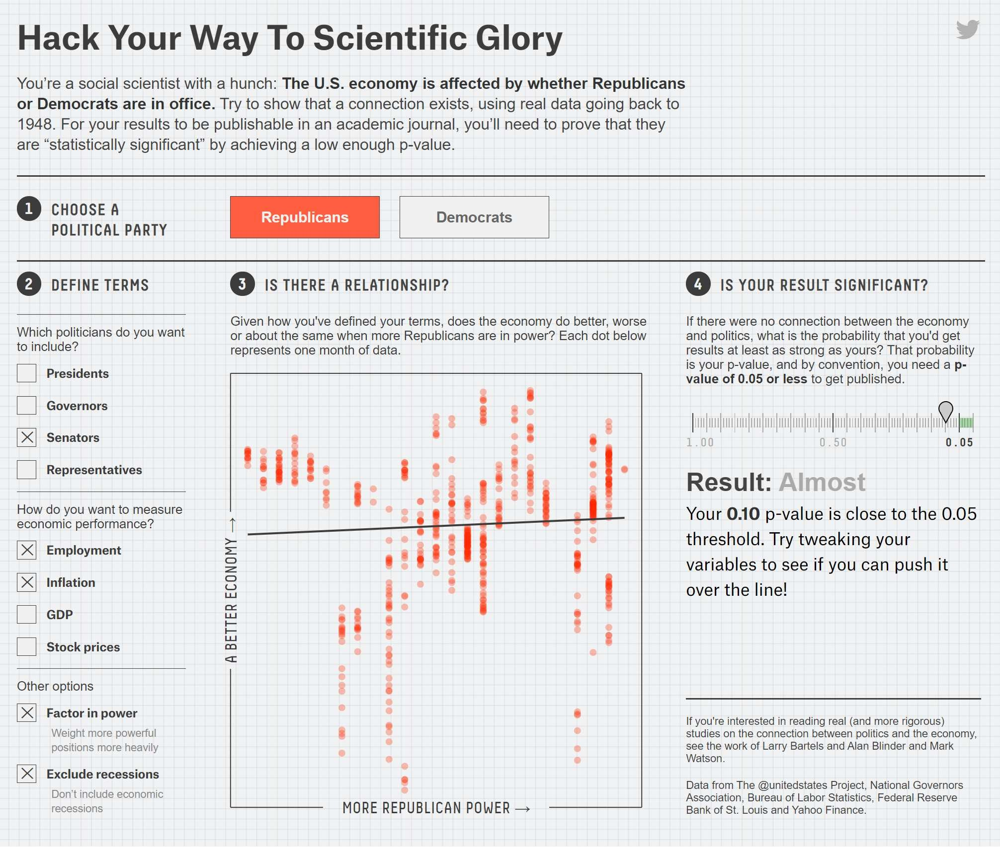 Hack Your Way To Scientific Glory
You’re a social scientist with a hunch: The U.S. economy is affected by whether Republicans
or Democrats are in office. Try to show that a connection exists, using real data going back to
1948. For your results to be publishable in an academic journal, you’ll need to prove that they
are “statistically significant” by achieving a low enough p-value.
1 CHOOSE A
POLITICAL PARTY
Republicans
Democrats
2 DEFINE TERMS
Which politicians do you want
to include?
Presidents
Governors
Senators
Representatives
How do you want to measure
economic performance?
Employment
Inflation
GDP
Stock prices
Other options
Factor in power
Weight more powerful
positions more heavily
Exclude recessions
Don’t include economic
recessions
3 IS THERE A RELATIONSHIP?
Given how you've defined your terms, does the economy do better, worse
or about the same when more Republicans are in power? Each dot below
represents one month of data.
A BETTER ECONOMY →
MORE REPUBLICAN POWER →
4 IS YOUR RESULT SIGNIFICANT?
If there were no connection between the economy
and politics, what is the probability that you'd get
results at least as strong as yours? That probability
is your p-value, and by convention, you need a p-
value of 0.05 or less to get published.
1.00 0.50 0.05
Result: Almost
Your 0.10 p-value is close to the 0.05
threshold. Try tweaking your
variables to see if you can push it
over the line!
If you're interested in reading real (and more rigorous)
studies on the connection between politics and the economy,
see the work of Larry Bartels and Alan Blinder and Mark
Watson.
Data from The @unitedstates Project, National Governors
Association, Bureau of Labor Statistics, Federal Reserve
Bank of St. Louis and Yahoo Finance.